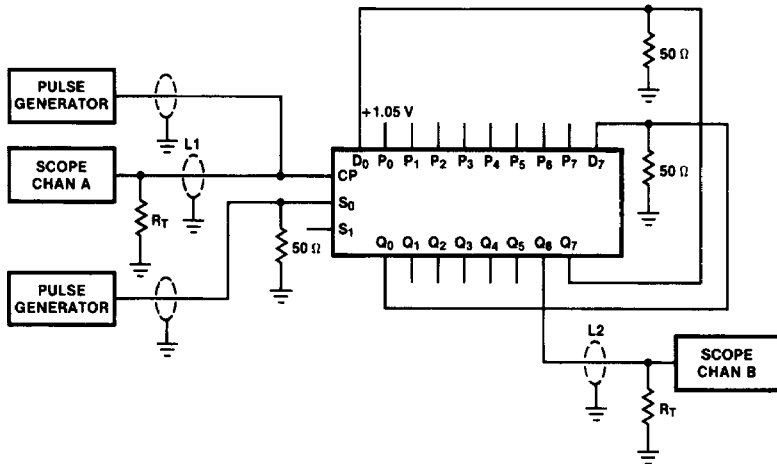 50 Ω
PULSE
GENERATOR
+1.05 V
L1
D0 P0 P1 P2 P3 P4 P5 P6 P7 D7
SCOPE
CHAN A
CP
50 Ω
S0
RT
S1
50 Ω
Q0 Q1 Q2 Q3 Q4 Q5 Q6 Q7
PULSE
GENERATOR
L2
SCOPE
CHAN B
RT